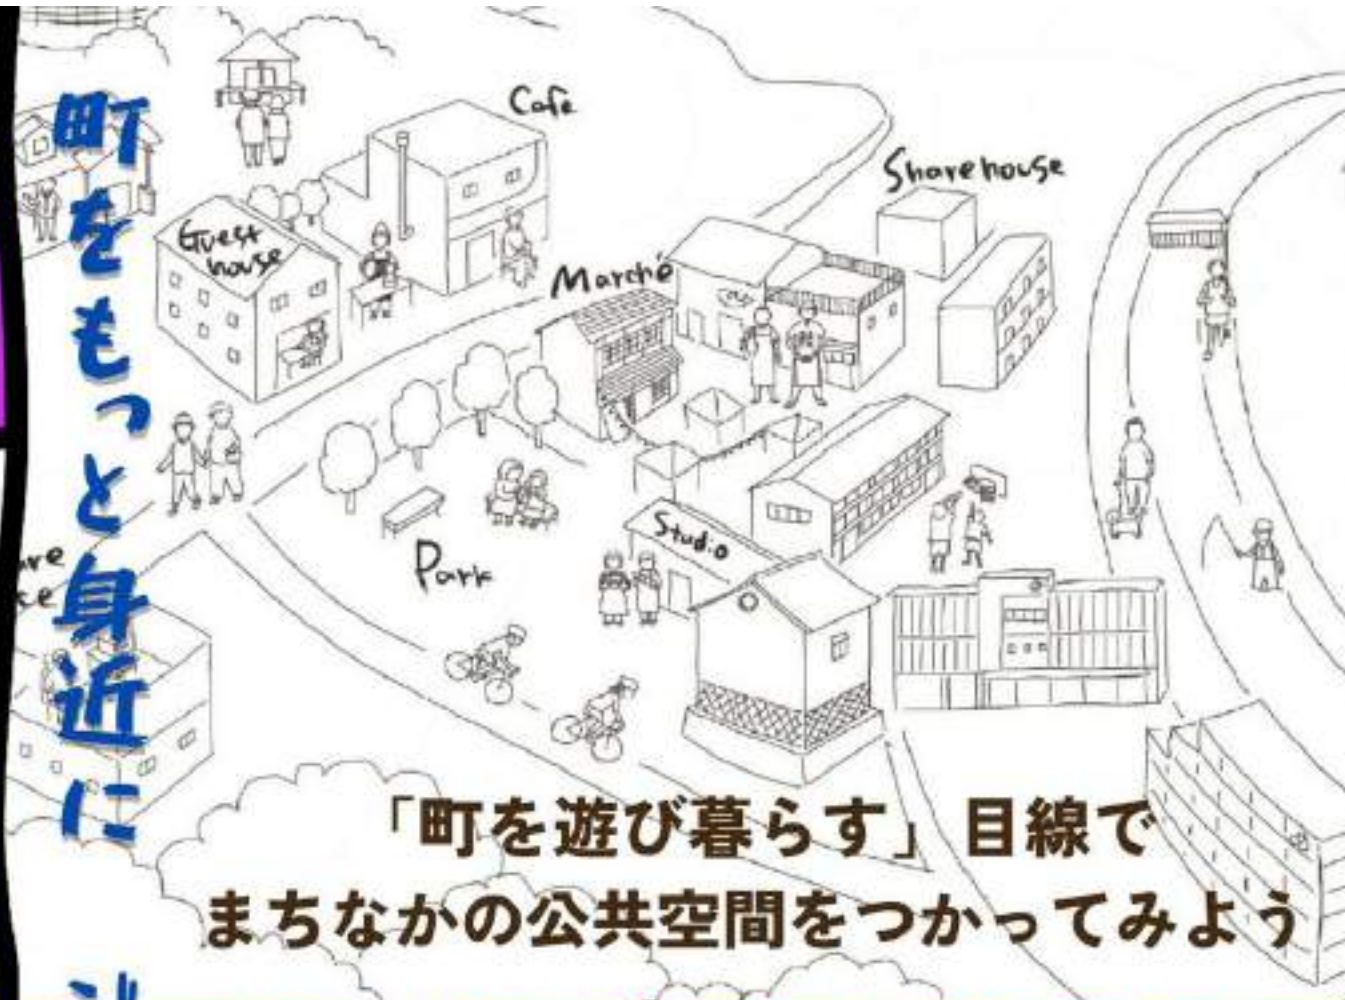 町をもっと身近に
Cafe
Sharehouse
Guest
house
Marché
Studio
Park
「町を遊び暮らす」目線で
まちなかの公共空間をつかってみよう